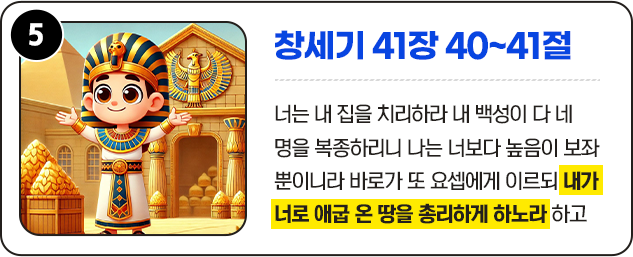 5
창세기 41장 40~41절
너는 내 집을 치리하라 내 백성이 다 네
명을 복종하리니 나는 너보다 높음이 보좌
뿐이니라 바로가 또 요셉에게 이르되 내가
너로 애굽 온 땅을 총리하게 하노라 하고